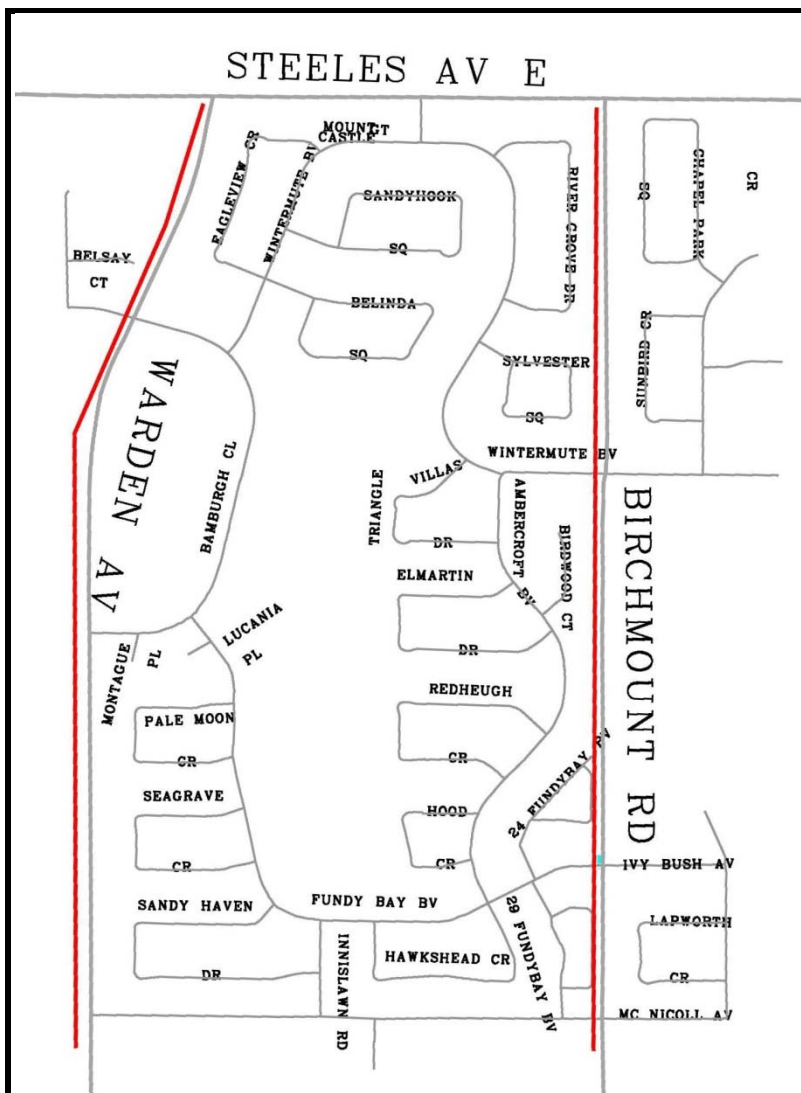 STEELES AV E
MOUNT
CASTLE GT
EAGLEVIEW CR
WINTERMUTE BV
SANDYHOOK
SQ
RIVER GROVE DR
SQ
CHAPEL PARK
CR
BELSAY
CT
BELINDA
SQ
SYLVESTER
SQ
SUNBIRD CR
WARDEN AV
BAMBURGH CL
WINTERMUTE BV
VILLAS
TRIANGLE
DR
AMBERCROFT BV
BIRDWOOD CT
BIRCHMOUNT RD
ELMARTIN
DR
LUCANIA
PL
MONTAGUE
PL
REDHEUGH
CR
PALE MOON
CR
SEAGRAVE
CR
HOOD
CR
24 FUNDYBAY BV
IVY BUSH AV
SANDY HAVEN
DR
FUNDY BAY BV
29 FUNDYBAY BV
LAPWORTH
CR
INNISLAWN RD
HAWKSHEAD CR
MC NICOLL AV